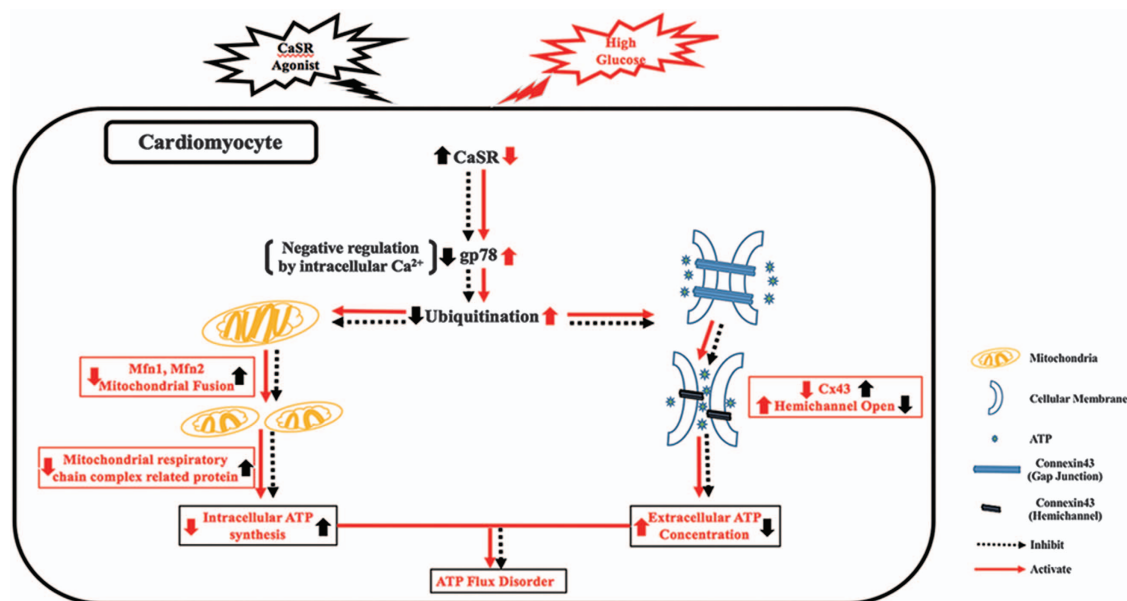 CaSR
Agonist
High
Glucose
Cardiomyocyte
CaSR
Negative regulation
by intracellular Ca²⁺
gp78
Ubiquitination
Mfn1, Mfn2
Mitochondrial Fusion
Cx43
Hemichannel Open
Mitochondrial respiratory
chain complex related protein
Intracellular ATP
synthesis
Extracellular ATP
Concentration
ATP Flux Disorder
Mitochondria
Cellular Membrane
ATP
Connexin43
(Gap Junction)
Connexin43
(Hemichannel)
Inhibit
Activate